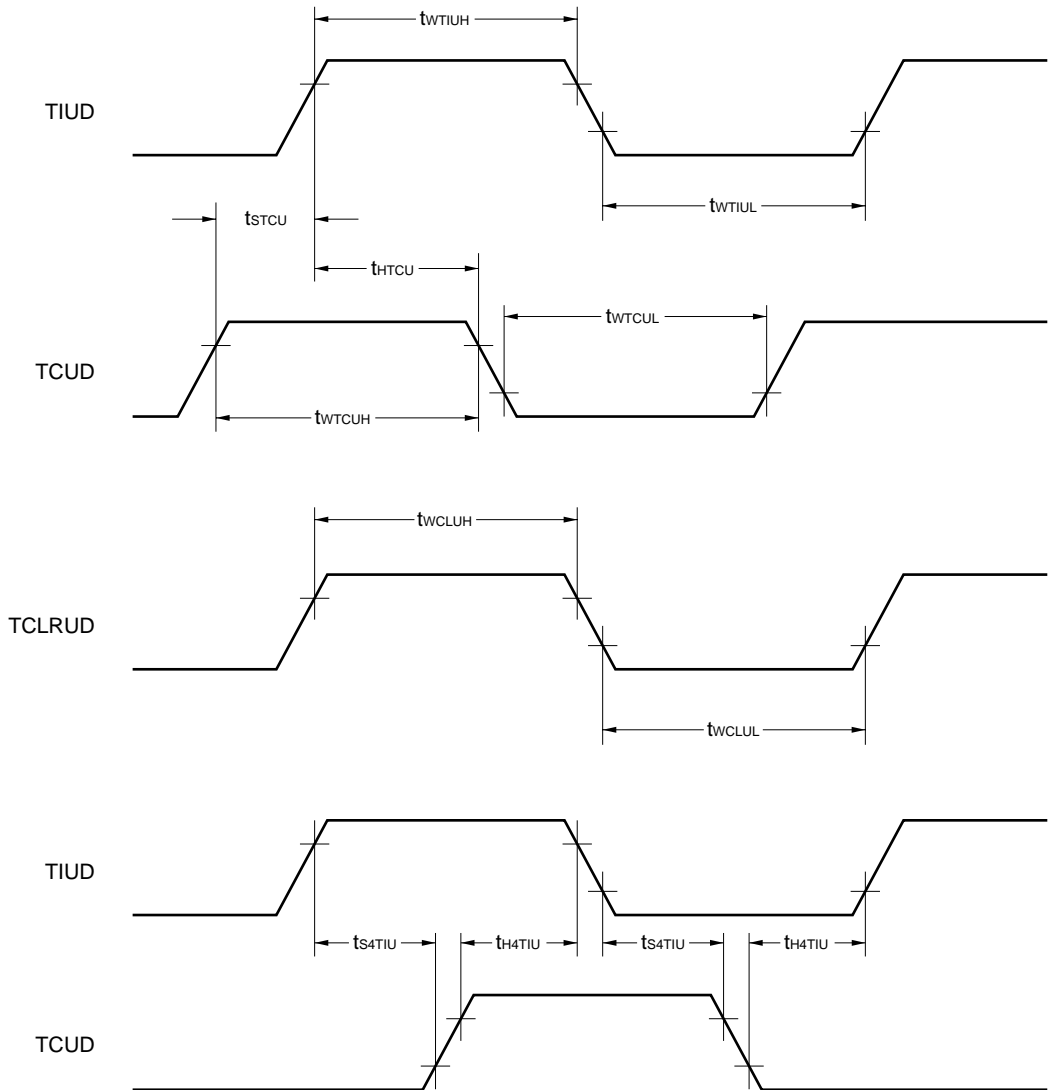 tWTIUH
TIUD
tWTIUL
tSTCU
tHTCU
tWTCUL
TCUD
tWTCUH
tWCLUH
TCLRUD
tWCLUL
TIUD
tS4TIU tH4TIU tS4TIU tH4TIU
TCUD